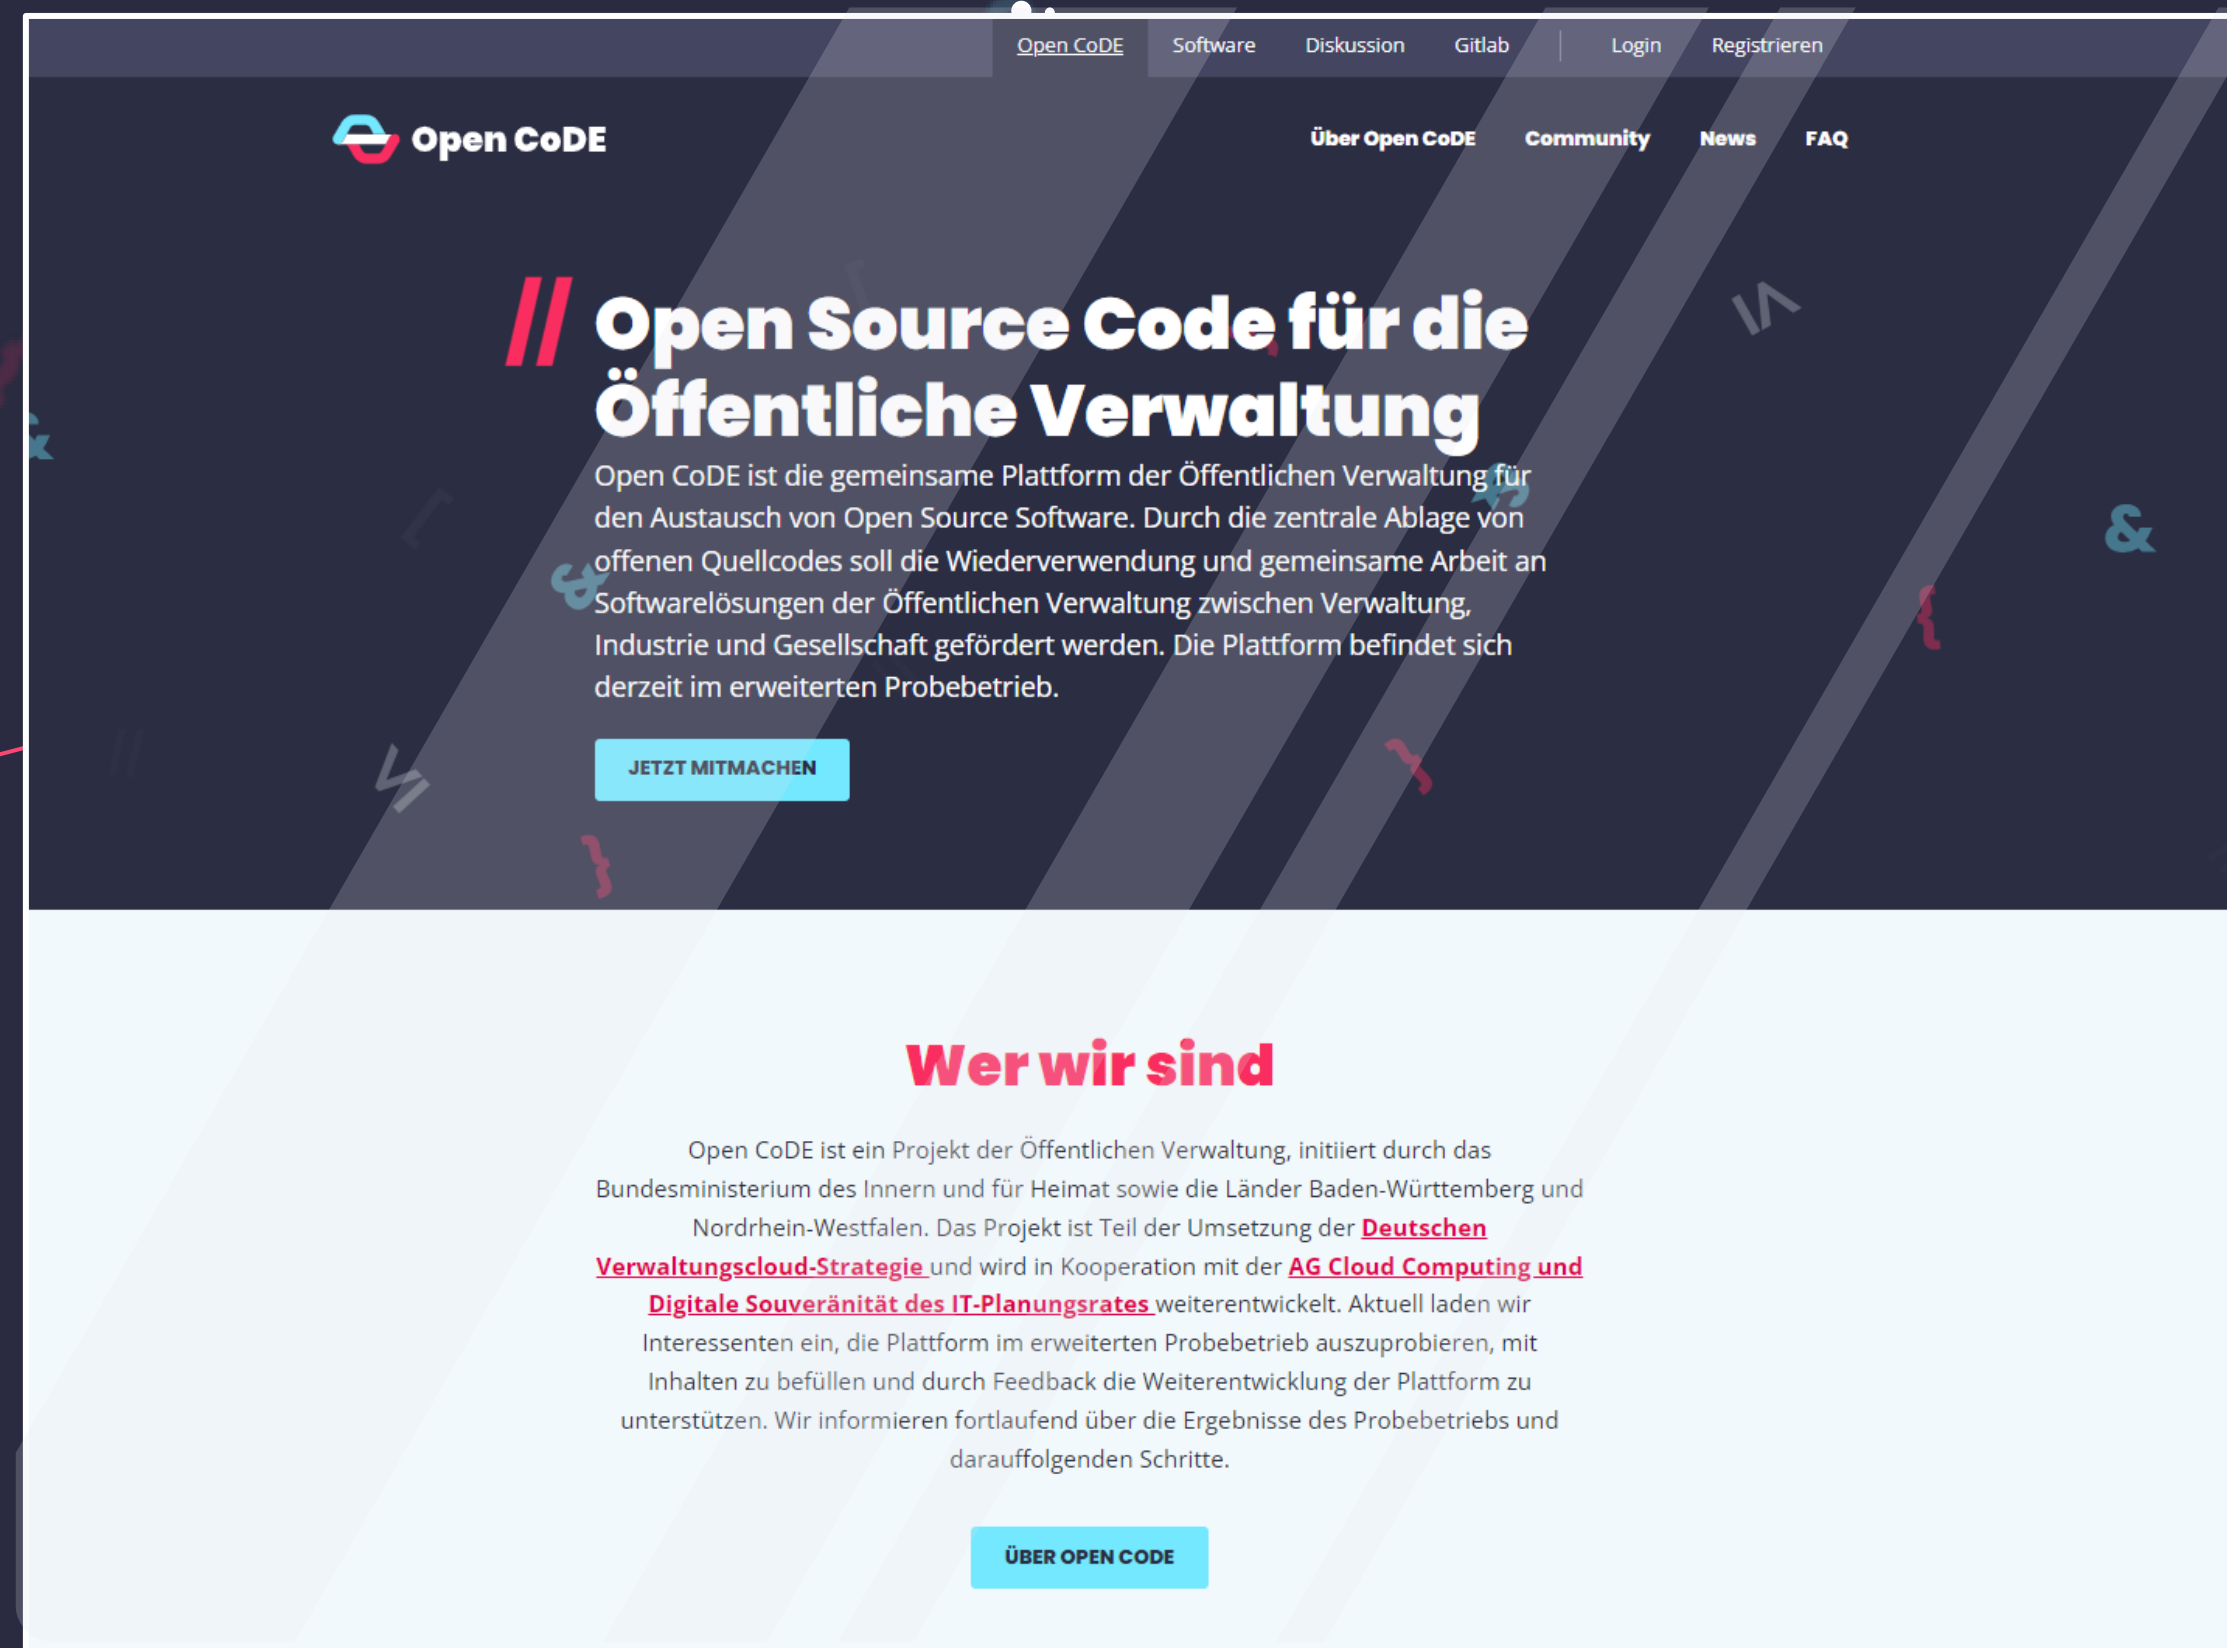 Open CoDE Software Diskussion Gitlab Login Registrieren
Open CoDE
Über Open CoDE Community News FAQ
// Open Source Code für die
Öffentliche Verwaltung
Open CoDE ist die gemeinsame Plattform der Öffentlichen Verwaltung für
den Austausch von Open Source Software. Durch die zentrale Ablage von
offenen Quellcodes soll die Wiederverwendung und gemeinsame Arbeit an
Softwarelösungen der Öffentlichen Verwaltung zwischen Verwaltung,
Industrie und Gesellschaft gefördert werden. Die Plattform befindet sich
derzeit im erweiterten Probebetrieb.
JETZT MITMACHEN
Wer wir sind
Open CoDE ist ein Projekt der Öffentlichen Verwaltung, initiiert durch das
Bundesministerium des Innern und für Heimat sowie die Länder Baden-Württemberg und
Nordrhein-Westfalen. Das Projekt ist Teil der Umsetzung der Deutschen
Verwaltungscloud-Strategie und wird in Kooperation mit der AG Cloud Computing und
Digitale Souveränität des IT-Planungsrates weiterentwickelt. Aktuell laden wir
Interessenten ein, die Plattform im erweiterten Probebetrieb auszuprobieren, mit
Inhalten zu befüllen und durch Feedback die Weiterentwicklung der Plattform zu
unterstützen. Wir informieren fortlaufend über die Ergebnisse des Probebetriebs und
darauffolgenden Schritte.
ÜBER OPEN CODE